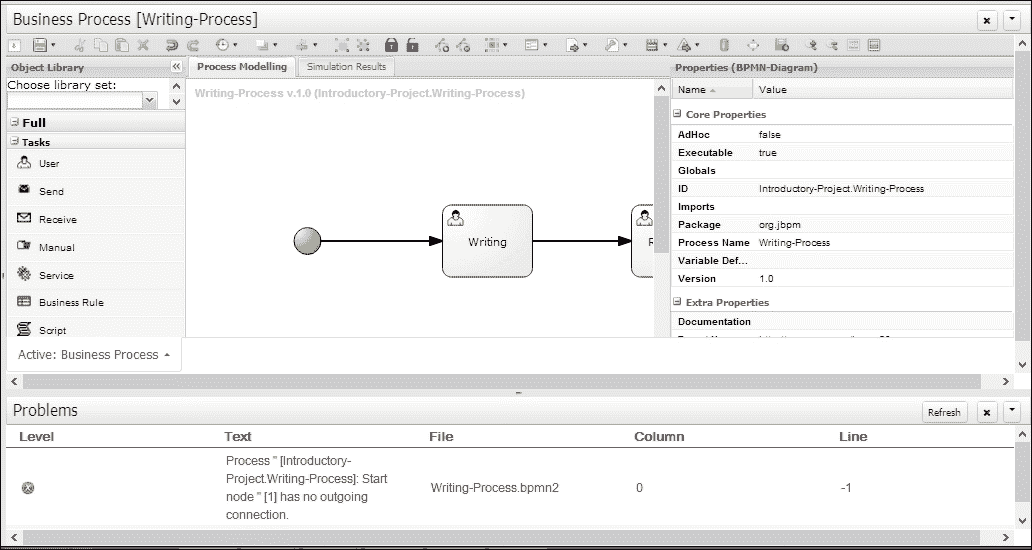 Business Process [Writing-Process]
Object Library
Choose library set:
Full
Tasks
User
Send
Receive
Manual
Service
Business Rule
Script
Active: Business Process
Process Modelling
Simulation Results
Writing-Process v.1.0 (Introductory-Project.Writing-Process)
Writing
R
Properties (BPMN-Diagram)
Name Value
Core Properties
AdHoc false
Executable true
Globals
ID Introductory-Project.Writing-Process
Imports
Package org.jbpm
Process Name Writing-Process
Variable Def...
Version 1.0
Extra Properties
Documentation
Problems
Refresh
Level Text File Column Line
Process '' [Introductory-
Project.Writing-Process]: Start
node '' [1] has no outgoing
connection.
Writing-Process.bpmn2 0 -1